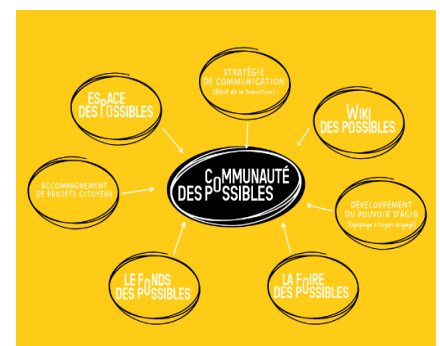 STRATÉGIE
DE COMMUNICATION
(Récit de la transition)
ESPACE
DES POSSIBLES
WIKI
DES POSSIBLES
COMMUNAUTÉ
DES POSSIBLES
ACCOMPAGNEMENT
DE PROJETS CITOYENS
DÉVELOPPEMENT
DU POUVOIR D'AGIR
(Équipage citoyen engagé)
LE FONDS
DES POSSIBLES
LA FOIRE
DES POSSIBLES